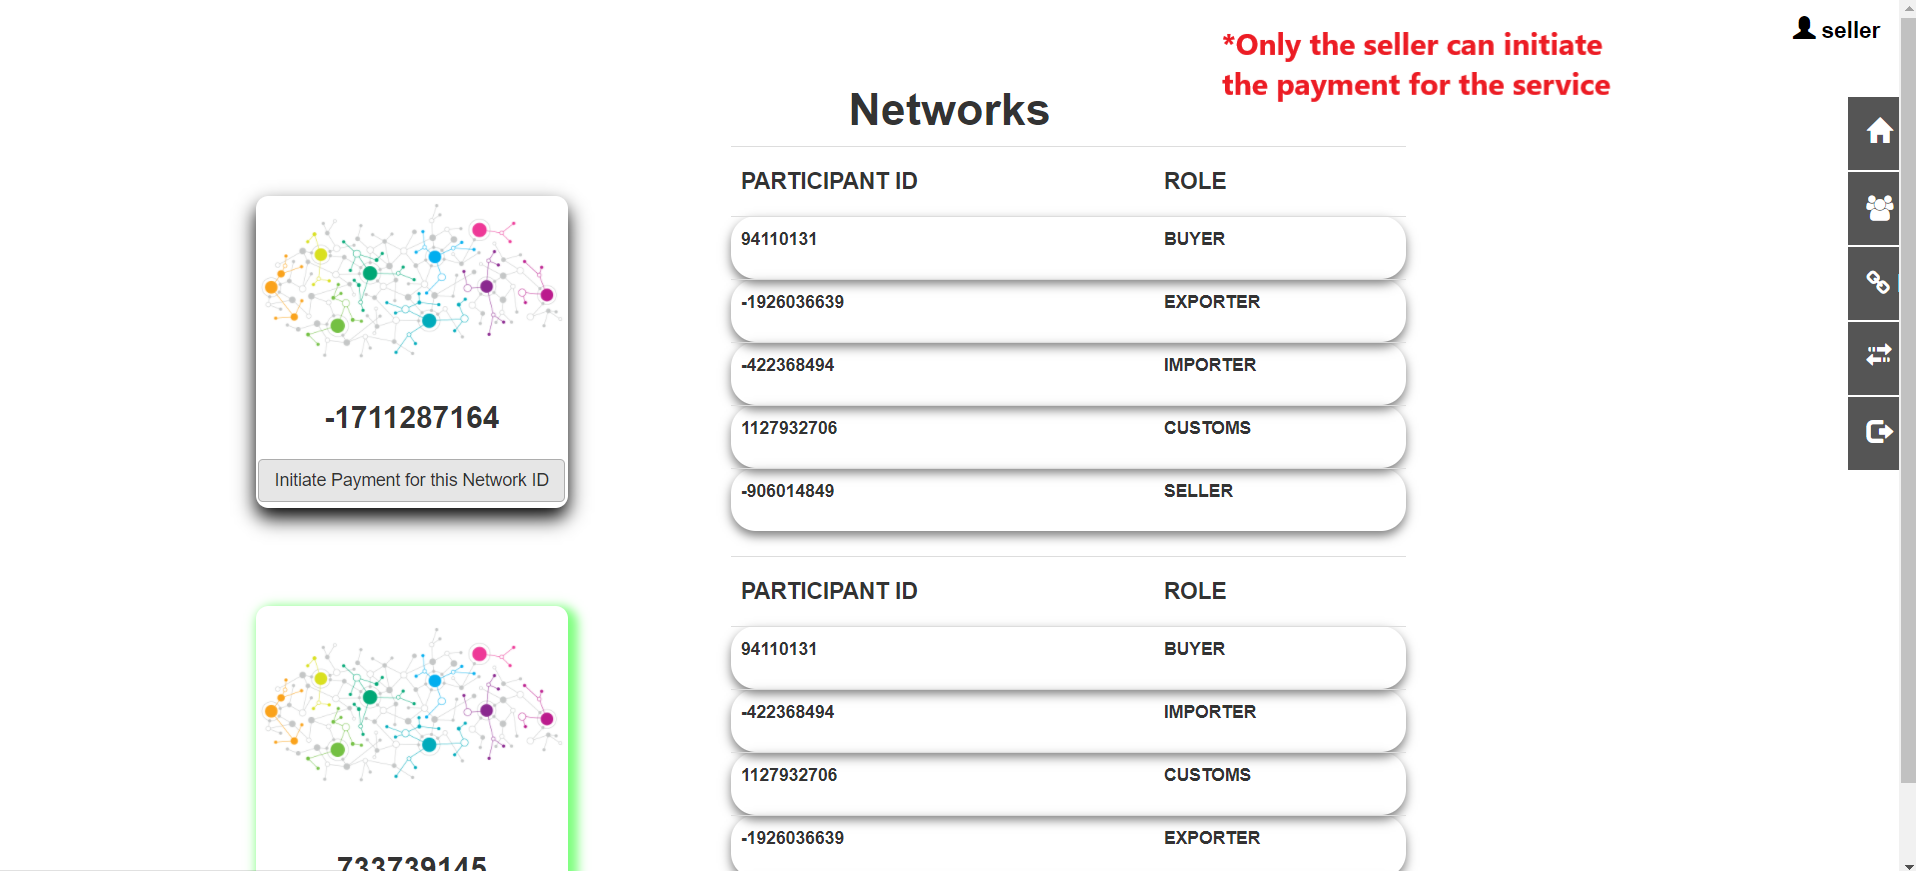 seller
*Only the seller can initiate
the payment for the service
Networks
PARTICIPANT ID ROLE
94110131 BUYER
-1926036639 EXPORTER
-422368494 IMPORTER
1127932706 CUSTOMS
-906014849 SELLER
-1711287164
Initiate Payment for this Network ID
PARTICIPANT ID ROLE
94110131 BUYER
-422368494 IMPORTER
1127932706 CUSTOMS
-1926036639 EXPORTER
733739145